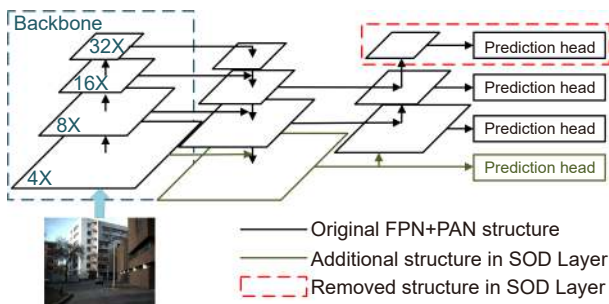 Backbone
32X
16X
8X
4X
Prediction head
Prediction head
Prediction head
Prediction head
Original FPN+PAN structure
Additional structure in SOD Layer
Removed structure in SOD Layer